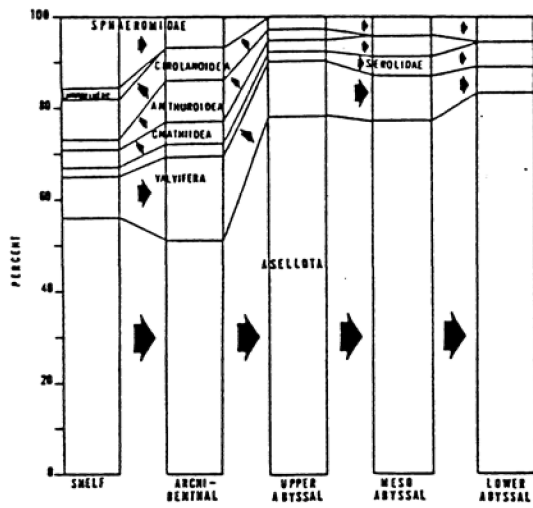 100
SPHAEROMIDAE
CIROLANOIDEA
80
ANTHUROIDEA
SEROLIDAE
GNATHIIDEA
VALVIFERA
60
PERCENT
ASELLOTA
40
20
0
SHELF
ARCHI-
BENTHAL
UPPER
ABYSSAL
MESO
ABYSSAL
LOWER
ABYSSAL